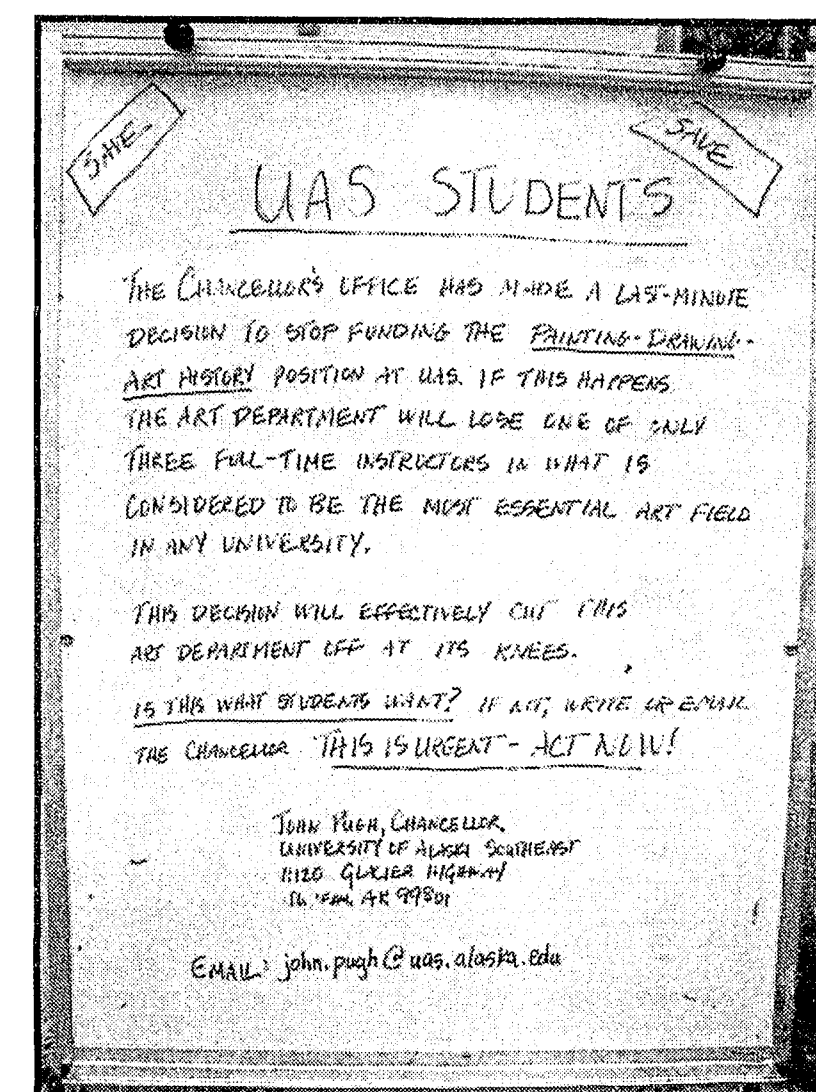 SAVE
SAVE
UAS STUDENTS
THE CHANCELLOR'S OFFICE HAS MADE A LAST-MINUTE
DECISION TO STOP FUNDING THE PAINTING-DRAWING-
ART HISTORY POSITION AT UAS. IF THIS HAPPENS
THE ART DEPARTMENT WILL LOSE ONE OF ONLY
THREE FULL-TIME INSTRUCTORS IN WHAT IS
CONSIDERED TO BE THE MOST ESSENTIAL ART FIELD
IN ANY UNIVERSITY.
THIS DECISION WILL EFFECTIVELY CUT THIS
ART DEPARTMENT OFF AT ITS KNEES.
IS THIS WHAT STUDENTS WANT? IF NOT, WRITE OR EMAIL
THE CHANCELLOR THIS IS URGENT - ACT NOW!
JOHN PUGH, CHANCELLOR.
UNIVERSITY OF ALASKA SOUTHEAST
11120 GLACIER HIGHWAY
AK 99801
EMAIL: john.pugh@uas.alaska.edu